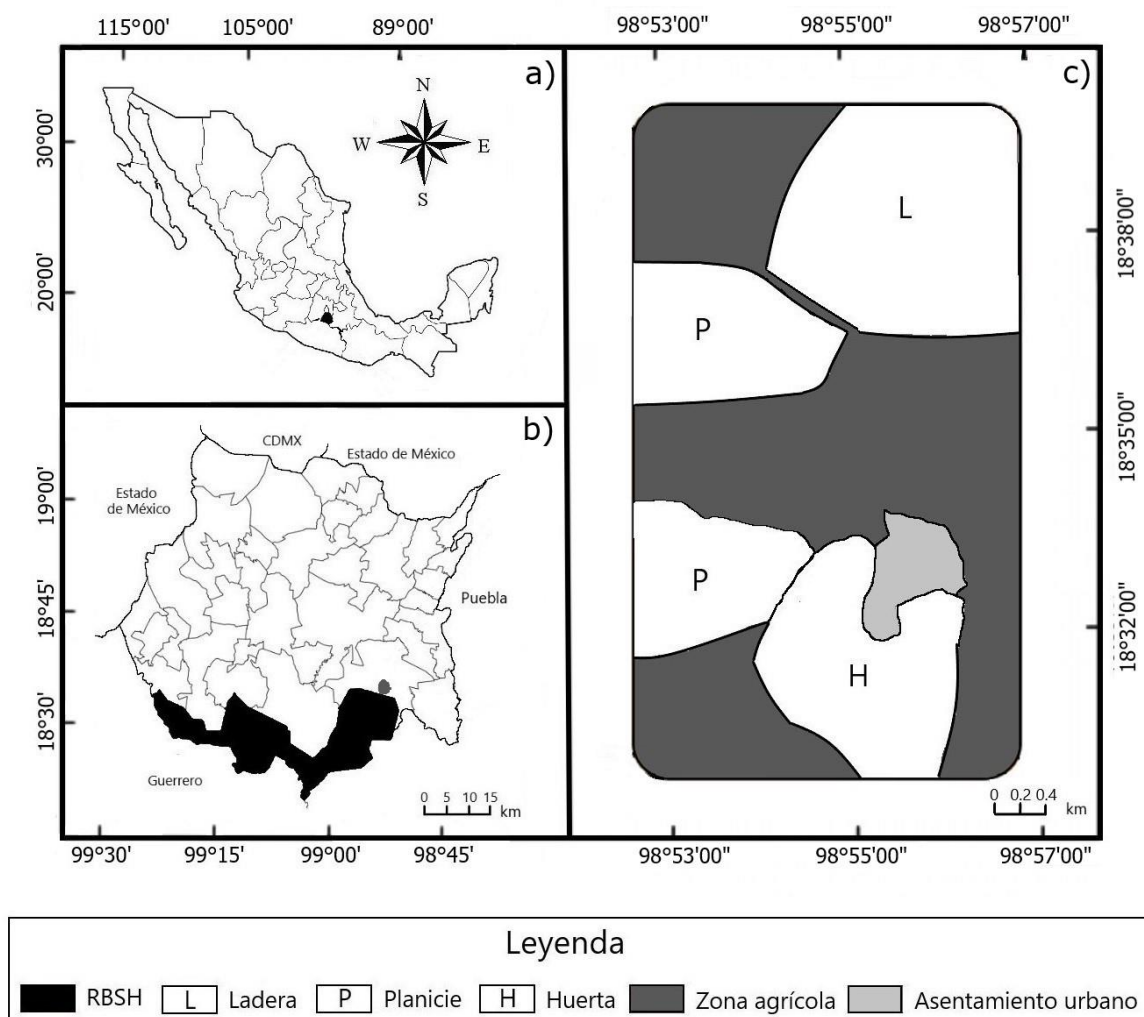 115°00' 105°00' 89°00'
98°53'00" 98°55'00" 98°57'00"
a)
N
W E
S
30°00'
20°00'
b)
CDMX
Estado de México
Estado
de México
Puebla
Guerrero
19°00'
18°45'
18°30'
0 5 10 15
km
99°30' 99°15' 99°00' 98°45'
c)
L
P
P
H
18°38'00"
18°35'00"
18°32'00"
0 0.2 0.4
km
98°53'00" 98°55'00" 98°57'00"
Leyenda
RBSH L Ladera P Planicie H Huerta Zona agrícola Asentamiento urbano